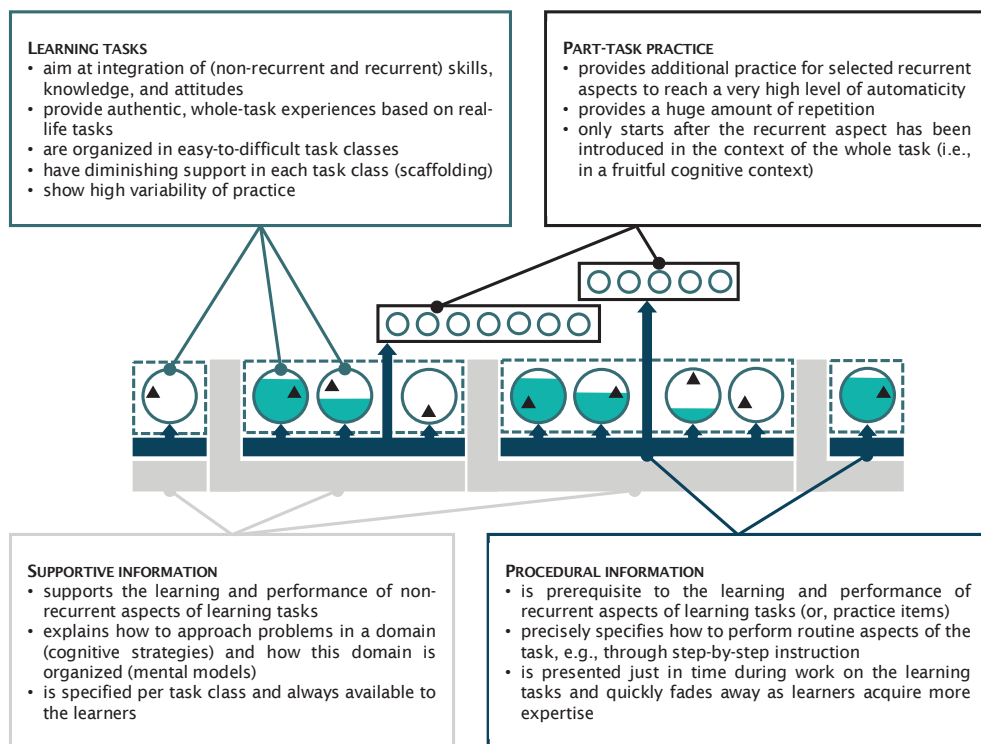 LEARNING TASKS
• aim at integration of (non-recurrent and recurrent) skills,
knowledge, and attitudes
• provide authentic, whole-task experiences based on real-
life tasks
• are organized in easy-to-difficult task classes
• have diminishing support in each task class (scaffolding)
• show high variability of practice
PART-TASK PRACTICE
• provides additional practice for selected recurrent
aspects to reach a very high level of automaticity
• provides a huge amount of repetition
• only starts after the recurrent aspect has been
introduced in the context of the whole task (i.e.,
in a fruitful cognitive context)
SUPPORTIVE INFORMATION
• supports the learning and performance of non-
recurrent aspects of learning tasks
• explains how to approach problems in a domain
(cognitive strategies) and how this domain is
organized (mental models)
• is specified per task class and always available to
the learners
PROCEDURAL INFORMATION
• is prerequisite to the learning and performance of
recurrent aspects of learning tasks (or, practice items)
• precisely specifies how to perform routine aspects of the
task, e.g., through step-by-step instruction
• is presented just in time during work on the learning
tasks and quickly fades away as learners acquire more
expertise